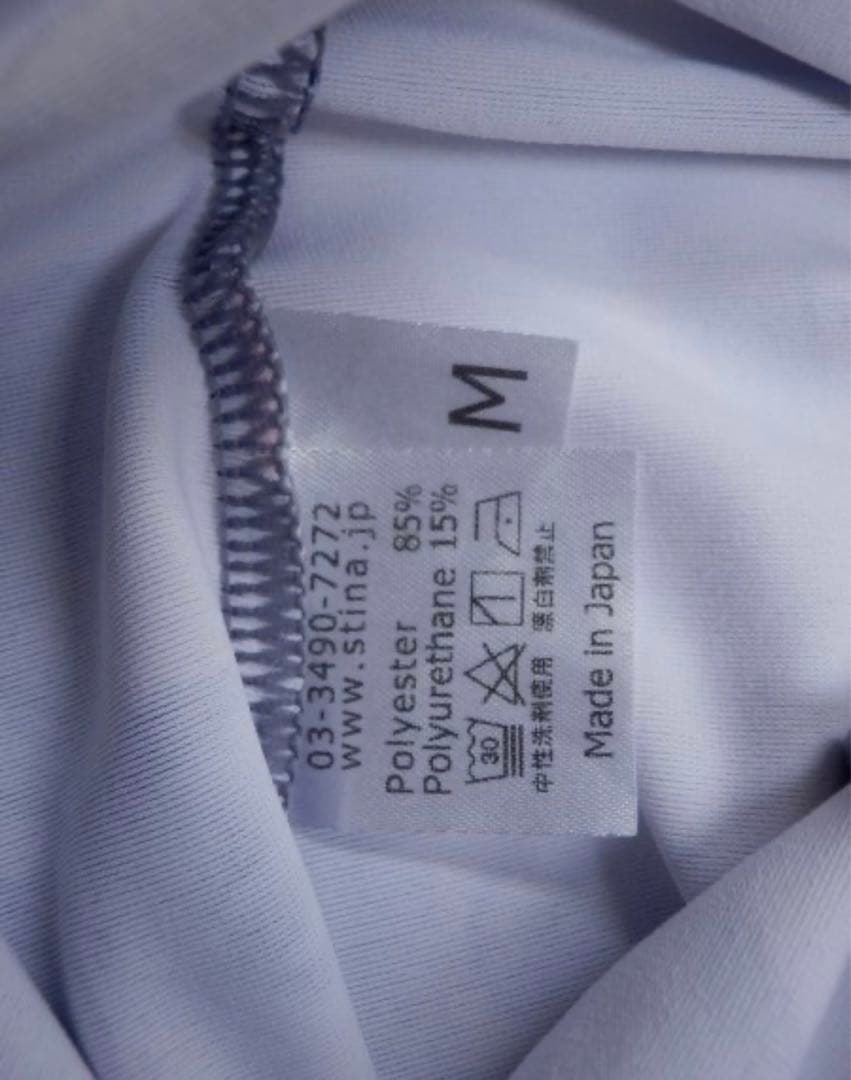 M
03-3490-7272
www.stina.jp
Polyester 85%
Polyurethane 15%
30
中性洗剤使用 漂白剤禁止
Made in Japan